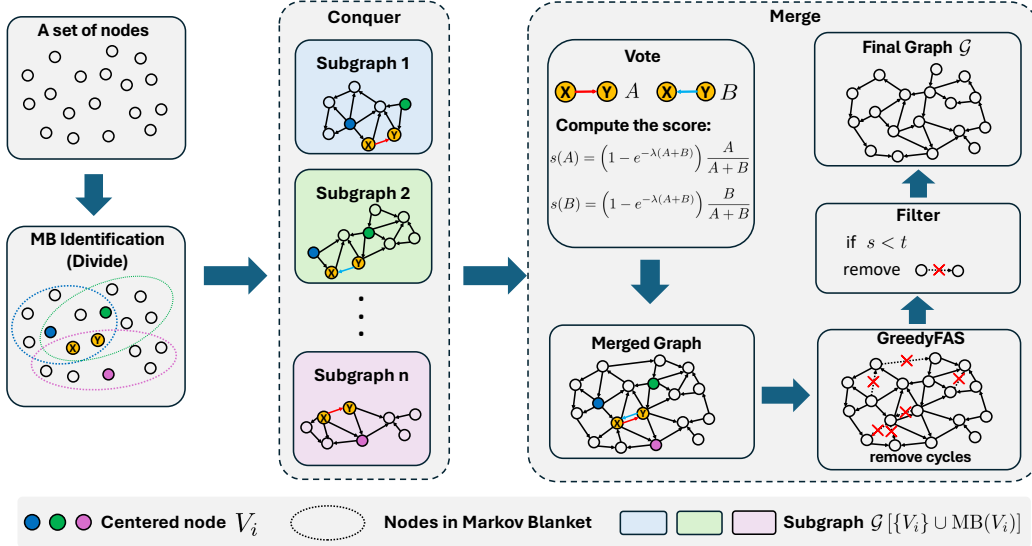 A set of nodes
MB Identification
(Divide)
X Y
Conquer
Subgraph 1
X Y
Subgraph 2
X Y
Subgraph n
X Y
Merge
Vote
X Y A X Y B
Compute the score:
s(A) = (1 - e^{-λ(A+B)}) A / (A + B)
s(B) = (1 - e^{-λ(A+B)}) B / (A + B)
Merged Graph
X Y
GreedyFAS
remove cycles
Filter
if s < t
remove
Final Graph 𝒢
Centered node V_i
Nodes in Markov Blanket
Subgraph 𝒢 [{V_i} ∪ MB(V_i)]